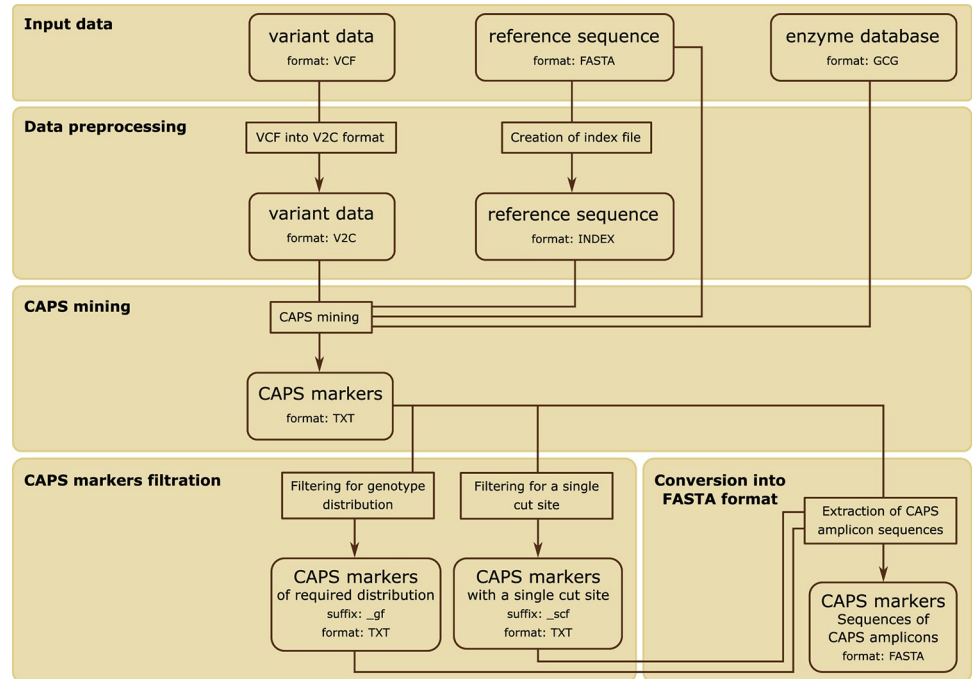 Input data
variant data
format: VCF
reference sequence
format: FASTA
enzyme database
format: GCG
Data preprocessing
VCF into V2C format
Creation of index file
variant data
format: V2C
reference sequence
format: INDEX
CAPS mining
CAPS mining
CAPS markers
format: TXT
CAPS markers filtration
Filtering for genotype
distribution
Filtering for a single
cut site
CAPS markers
of required distribution
suffix: _gf
format: TXT
CAPS markers
with a single cut site
suffix: _scf
format: TXT
Conversion into
FASTA format
Extraction of CAPS
amplicon sequences
CAPS markers
Sequences of
CAPS amplicons
format: FASTA